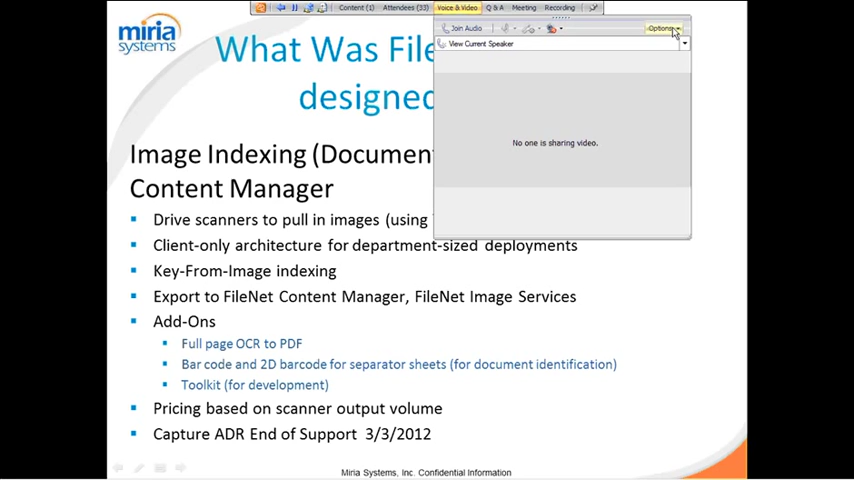 Content (1) Attendees (33) Voice & Video Q & A Meeting Recording
miria
systems
Join Audio Options
View Current Speaker
No one is sharing video.
What Was File
designed
Image Indexing (Document
Content Manager
Drive scanners to pull in images (using
Client-only architecture for department-sized deployments
Key-From-Image indexing
Export to FileNet Content Manager, FileNet Image Services
Add-Ons
Full page OCR to PDF
Bar code and 2D barcode for separator sheets (for document identification)
Toolkit (for development)
Pricing based on scanner output volume
Capture ADR End of Support 3/3/2012
Miria Systems, Inc. Confidential Information